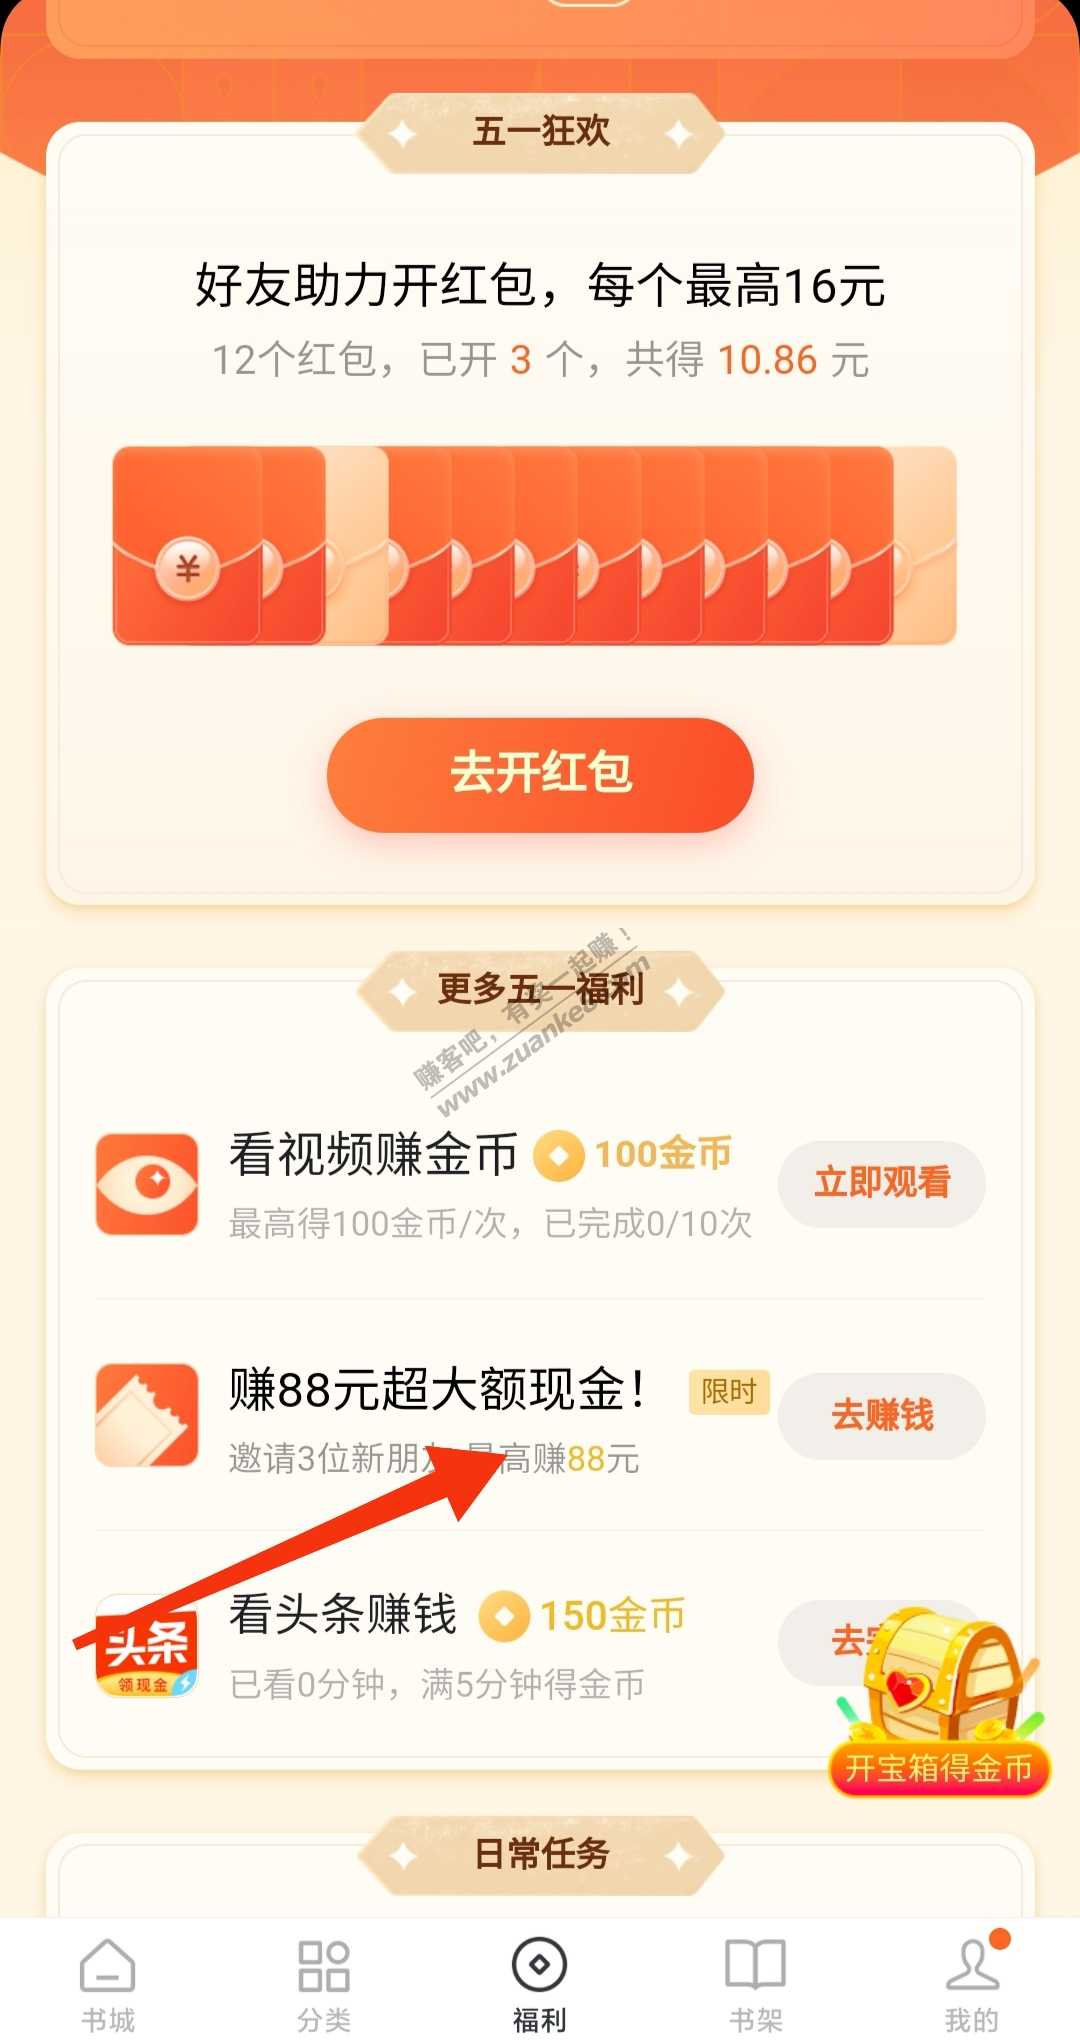 五一狂欢
好友助力开红包，每个最高16元
12个红包，已开 3 个，共得 10.86 元
¥
去开红包
更多五一福利
赚客吧，有奖一起赚！
www.zuanke8.com
看视频赚金币 100金币
立即观看
最高得100金币/次，已完成0/10次
赚88元超大额现金！ 限时
去赚钱
邀请3位新朋友 最高赚88元
看头条赚钱 150金币
去
头条
领现金
已看0分钟，满5分钟得金币
开宝箱得金币
日常任务
书城 分类 福利 书架 我的